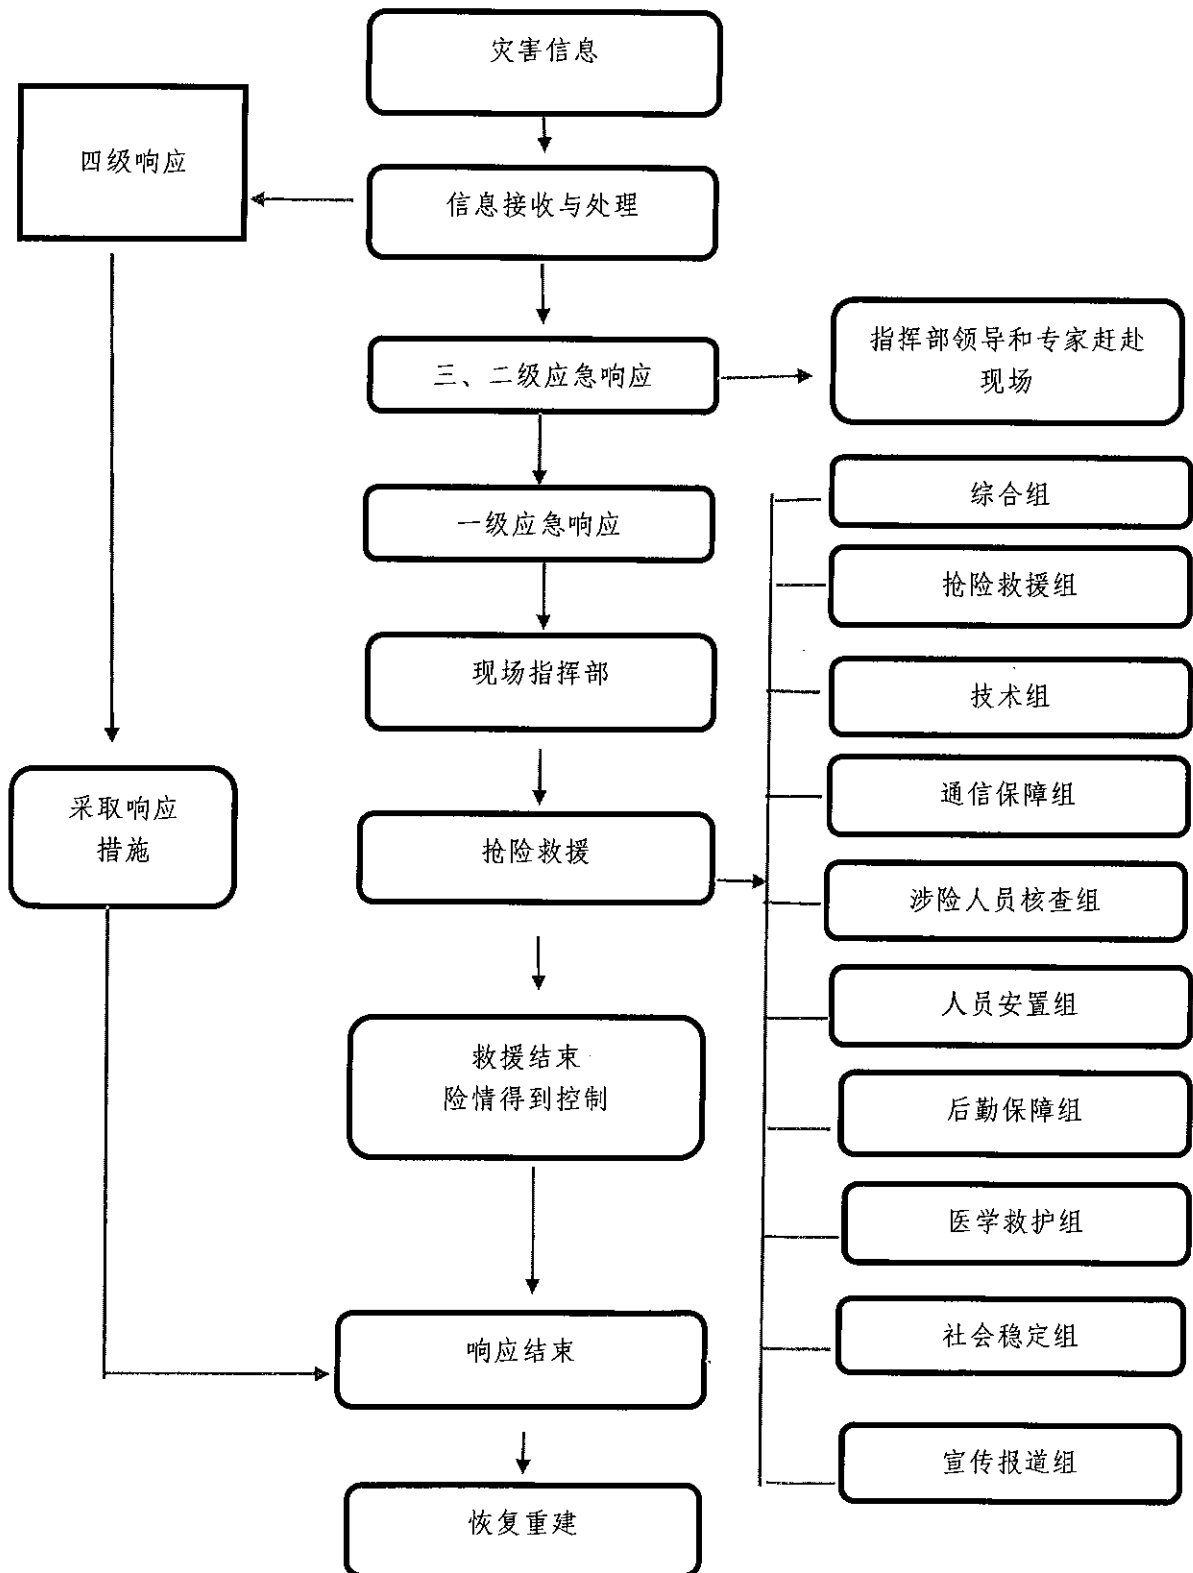 灾害信息
四级响应
信息接收与处理
三、二级应急响应
指挥部领导和专家赶赴
现场
一级应急响应
综合组
抢险救援组
现场指挥部
技术组
采取响应
措施
抢险救援
通信保障组
涉险人员核查组
人员安置组
救援结束
险情得到控制
后勤保障组
医学救护组
响应结束
社会稳定组
宣传报道组
恢复重建